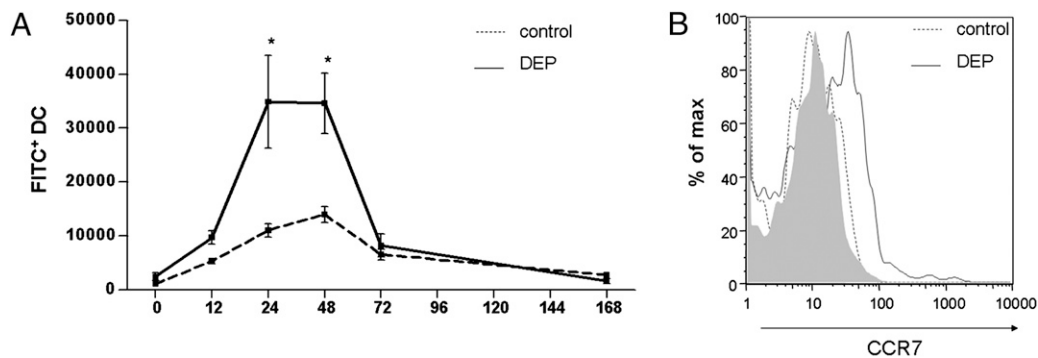 A
50000
40000
30000
20000
10000
0
FITC+ DC
* *
control
DEP
0 12 24 48 72 96 120 144 168
B
100
80
60
40
20
0
% of max
control
DEP
1 10 100 1000 10000
CCR7